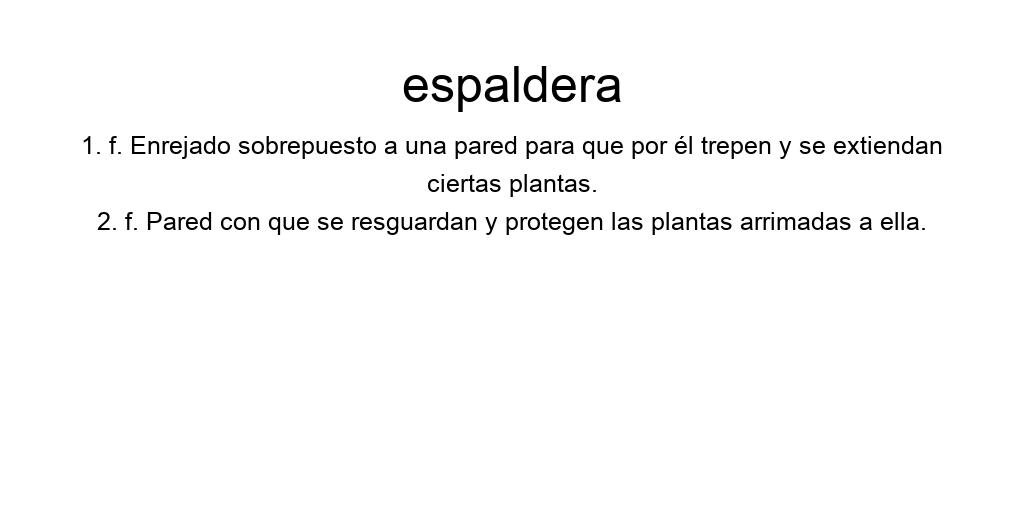 espaldera
1. f. Enrejado sobrepuesto a una pared para que por él trepen y se extiendan
ciertas plantas.
2. f. Pared con que se resguardan y protegen las plantas arrimadas a ella.